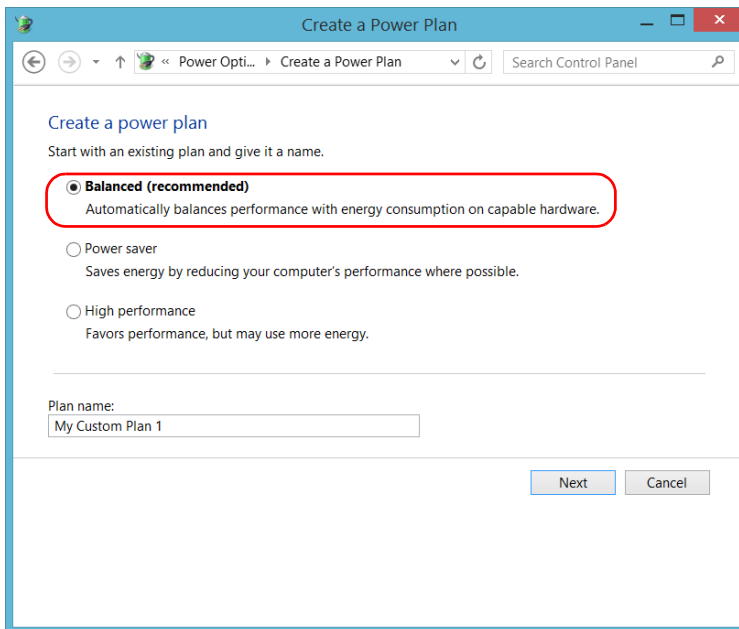 Create a Power Plan
« Power Opti... Create a Power Plan Search Control Panel
Create a power plan
Start with an existing plan and give it a name.
Balanced (recommended)
Automatically balances performance with energy consumption on capable hardware.
Power saver
Saves energy by reducing your computer's performance where possible.
High performance
Favors performance, but may use more energy.
Plan name:
My Custom Plan 1
Next Cancel